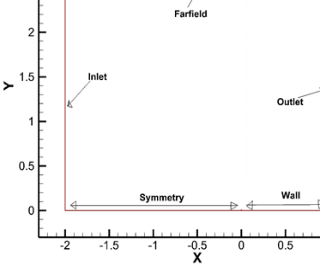 Farfield
2
Inlet
1.5
Outlet
1
Y
0.5
Symmetry
Wall
0
-2
-1.5
-1
-0.5
0
0.5
X